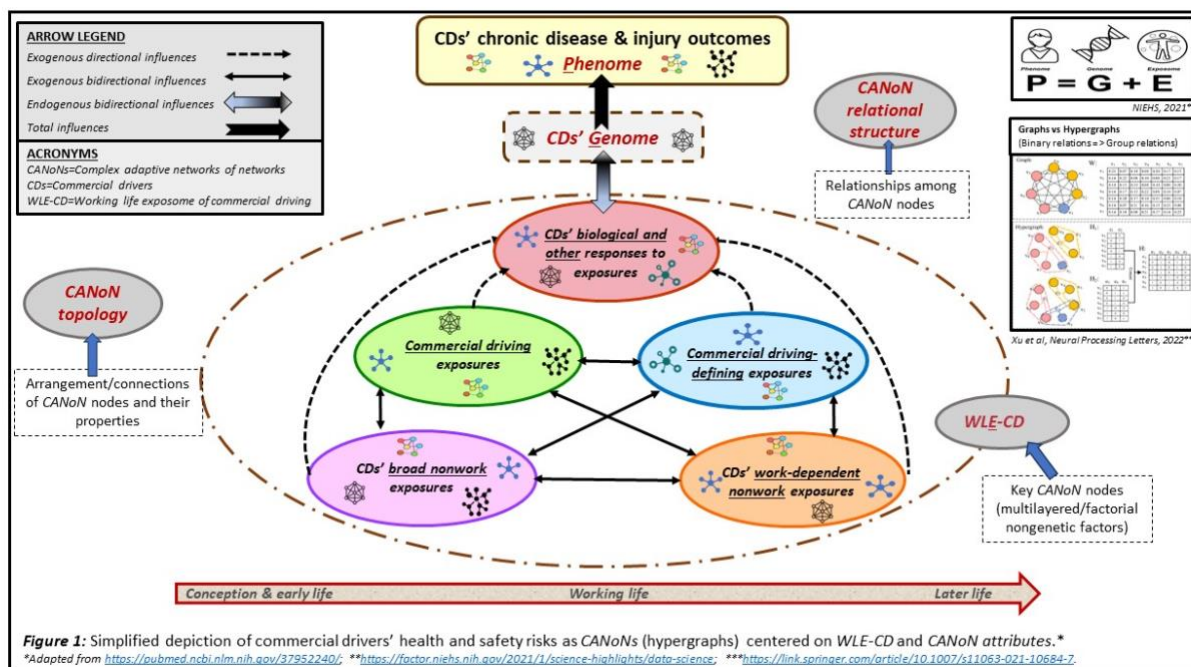 ARROW LEGEND
Exogenous directional influences
Exogenous bidirectional influences
Endogenous bidirectional influences
Total influences
ACRONYMS
CANoNs=Complex adaptive networks of networks
CDs=Commercial drivers
WLE-CD=Working life exposome of commercial driving
CDs' chronic disease & injury outcomes
Phenome
CDs' Genome
CANoN
relational
structure
Relationships among
CANoN nodes
Phenome
Genome
Exposome
P = G + E
NIEHS, 2021**
Graphs vs Hypergraphs
(Binary relations => Group relations)
Graph
Hypergraph
Xu et al, Neural Processing Letters, 2022***
CDs' biological and
other responses to
exposures
CANoN
topology
Arrangement/connections
of CANoN nodes and their
properties
Commercial driving
exposures
Commercial driving-
defining exposures
CDs' broad nonwork
exposures
CDs' work-dependent
nonwork exposures
WLE-CD
Key CANoN nodes
(multilayered/factorial
nongenetic factors)
Conception & early life
Working life
Later life
Figure 1: Simplified depiction of commercial drivers' health and safety risks as CANoNs (hypergraphs) centered on WLE-CD and CANoN attributes.*
*Adapted from https://pubmed.ncbi.nlm.nih.gov/37952240/; **https://factor.niehs.nih.gov/2021/1/science-highlights/data-science; ***https://link.springer.com/article/10.1007/s11063-021-10684-7.